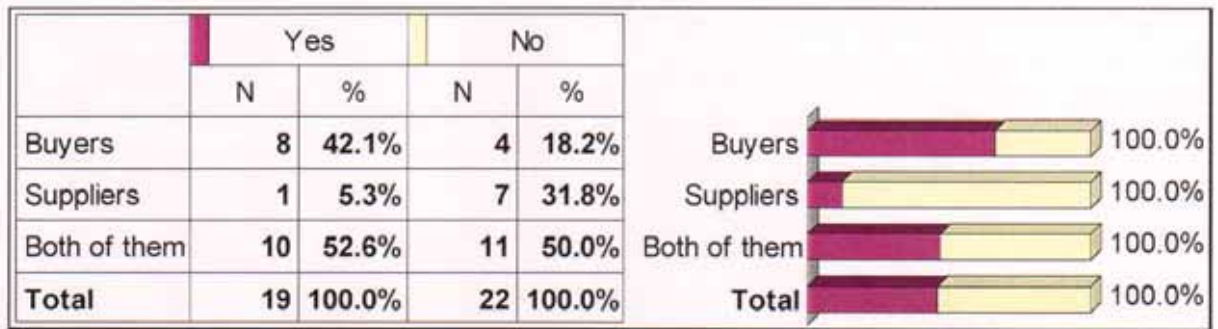 Yes No
N % N %
Buyers 8 42.1% 4 18.2%
Suppliers 1 5.3% 7 31.8%
Both of them 10 52.6% 11 50.0%
Total 19 100.0% 22 100.0%
Buyers 100.0%
Suppliers 100.0%
Both of them 100.0%
Total 100.0%